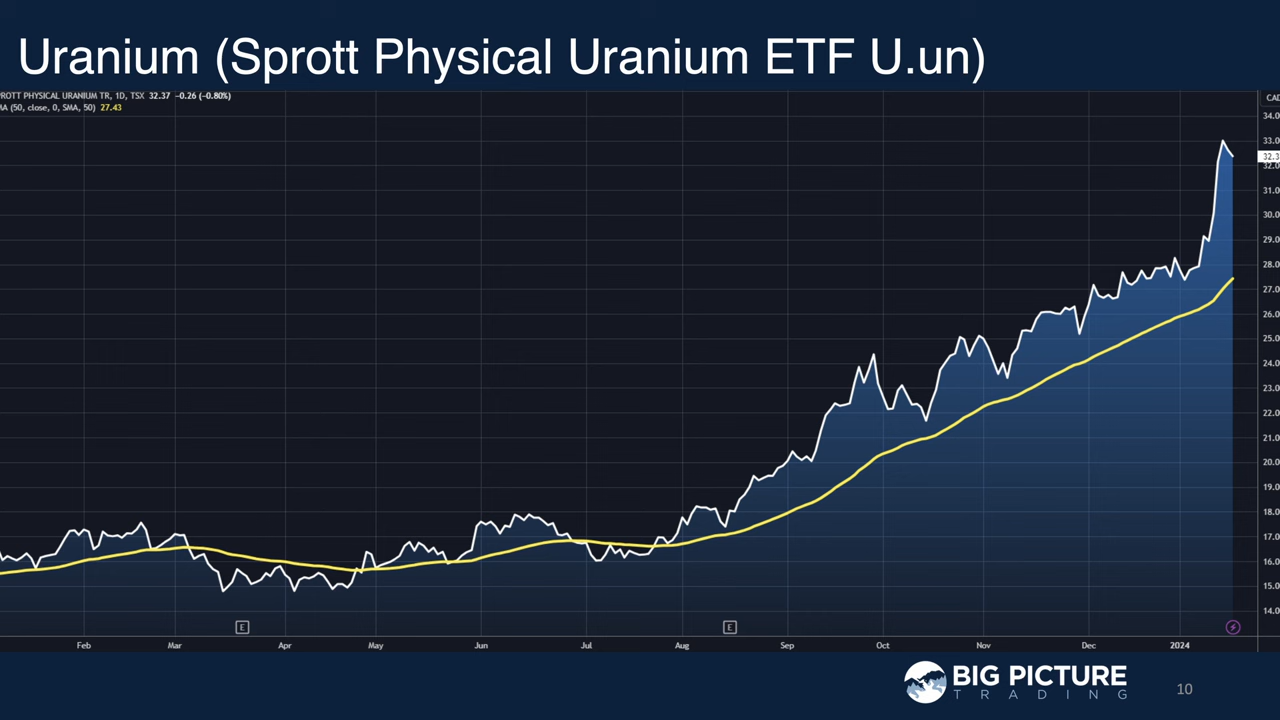 Uranium (Sprott Physical Uranium ETF U.un)
PROTT PHYSICAL URANIUM TR, 1D, TSX 32.37 −0.26 (−0.80%)
MA (50, close, 0, SMA, 50) 27.43
CAD
34.0
33.0
32.3
32.0
31.0
30.0
29.0
28.0
27.0
26.0
25.0
24.0
23.0
22.0
21.0
20.0
19.0
18.0
17.0
16.0
15.0
14.0
E E
Feb Mar Apr May Jun Jul Aug Sep Oct Nov Dec 2024
BIG PICTURE
TRADING
10